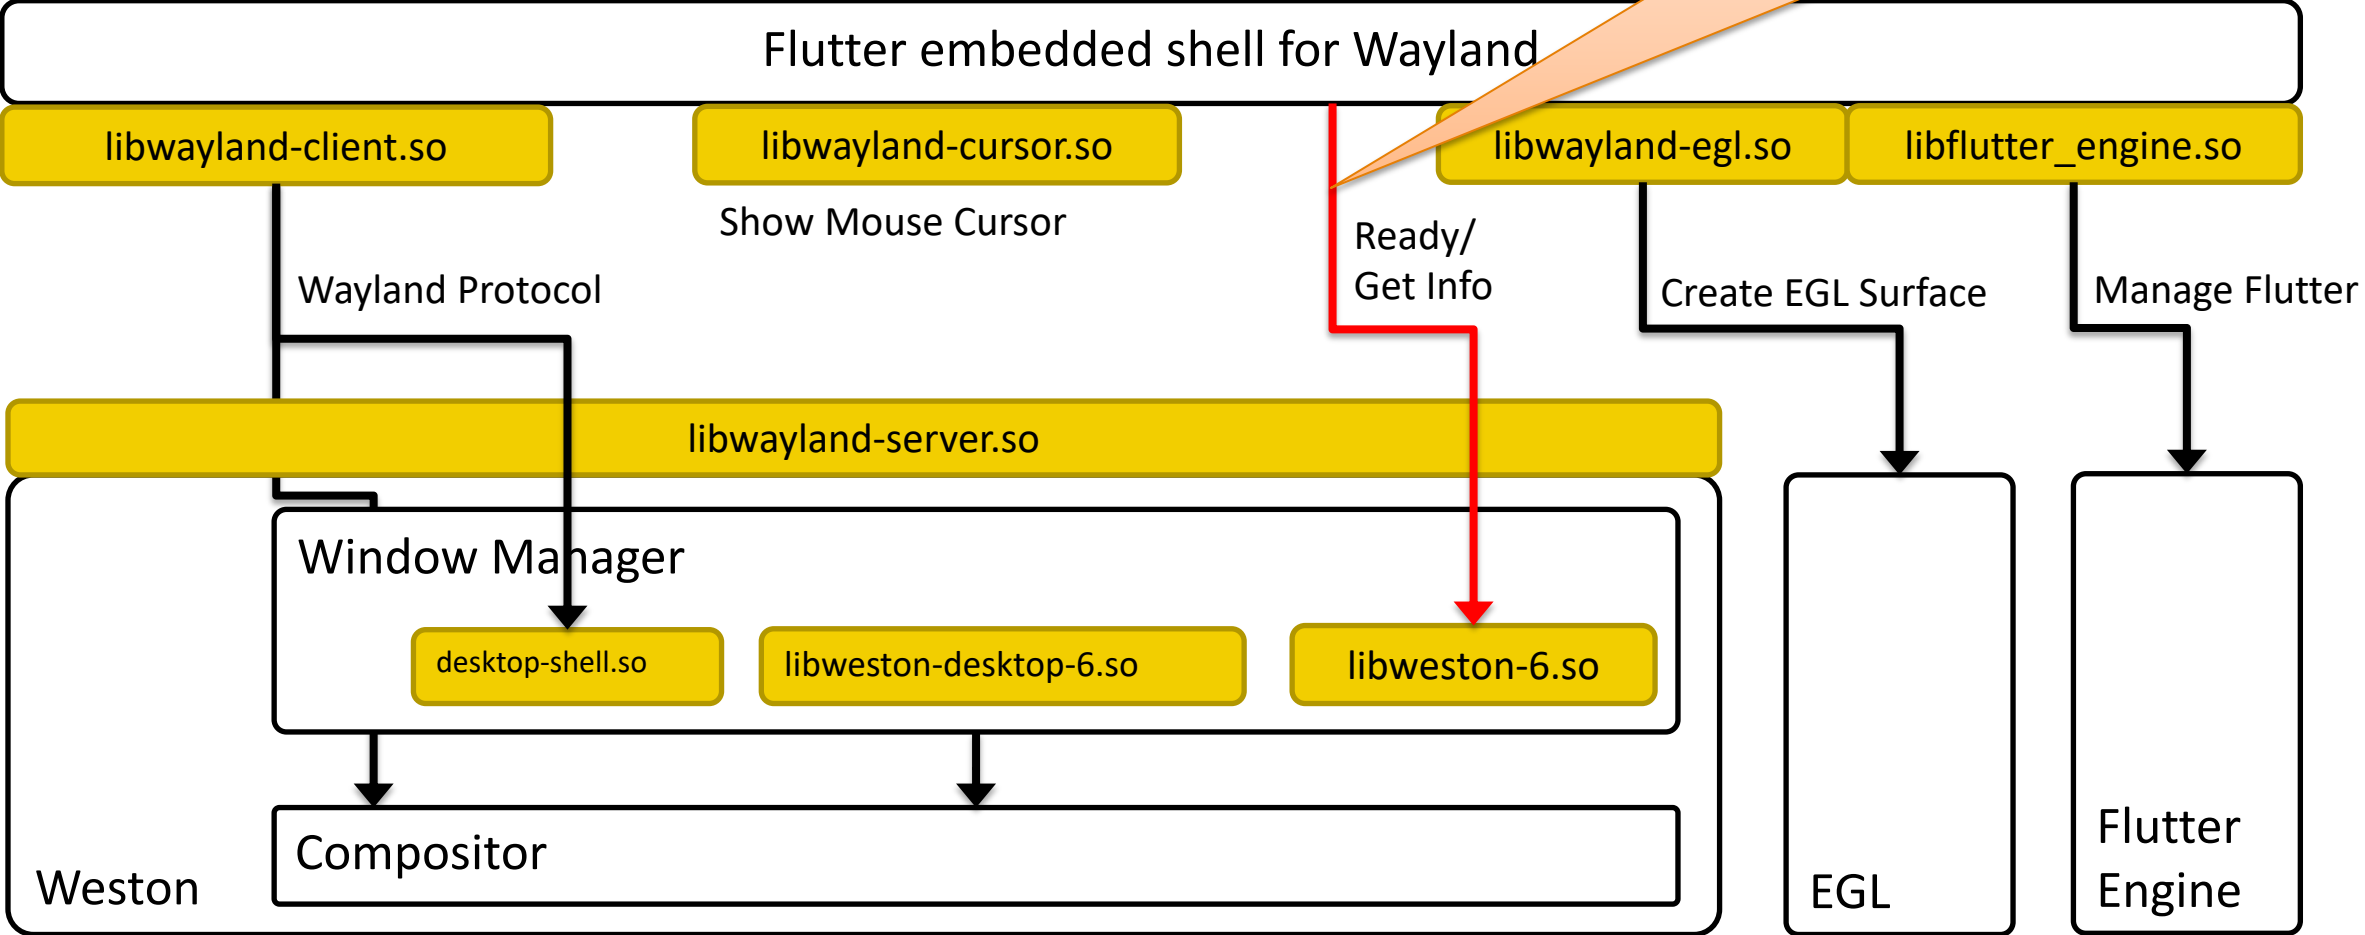 Flutter embedded shell for Wayland
libwayland-client.so
libwayland-cursor.so
libwayland-egl.so
libflutter_engine.so
Show Mouse Cursor
Ready/
Get Info
Wayland Protocol
Create EGL Surface
Manage Flutter
libwayland-server.so
Window Manager
desktop-shell.so
libweston-desktop-6.so
libweston-6.so
Compositor
Weston
EGL
Flutter
Engine